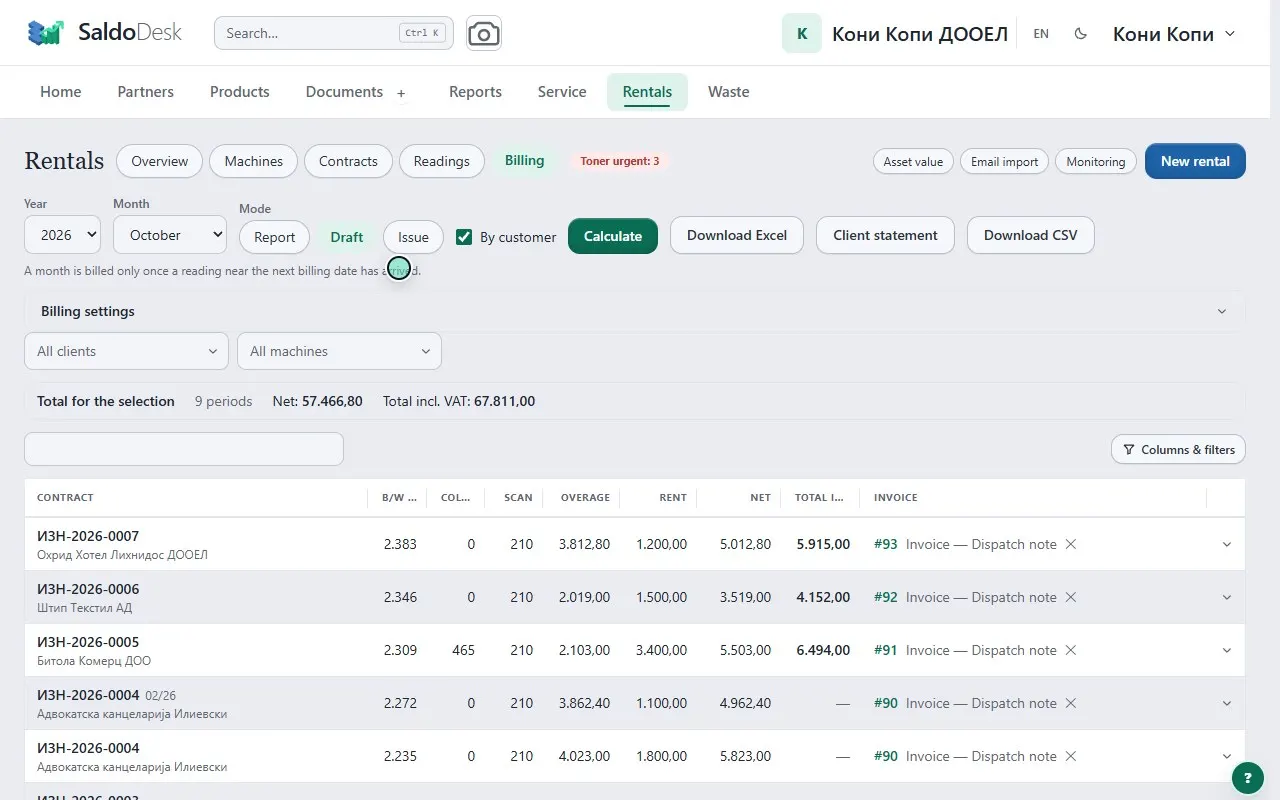 SaldoDesk
Search...
Ctrl K
K
Кони Копи ДООЕЛ
EN
Кони Копи
Home
Partners
Products
Documents +
Reports
Service
Rentals
Waste
Rentals
Overview
Machines
Contracts
Readings
Billing
Toner urgent: 3
Asset value
Email import
Monitoring
New rental
Year
Month
Mode
2026
October
Report
Draft
Issue
By customer
Calculate
Download Excel
Client statement
Download CSV
A month is billed only once a reading near the next billing date has arrived.
Billing settings
All clients
All machines
Total for the selection 9 periods Net: 57.466,80 Total incl. VAT: 67.811,00
Columns & filters
CONTRACT B/W ... COL... SCAN OVERAGE RENT NET TOTAL I... INVOICE
ИЗН-2026-0007
Охрид Хотел Лихнидос ДООЕЛ
2.383 0 210 3.812,80 1.200,00 5.012,80 5.915,00 #93 Invoice — Dispatch note
ИЗН-2026-0006
Штип Текстил АД
2.346 0 210 2.019,00 1.500,00 3.519,00 4.152,00 #92 Invoice — Dispatch note
ИЗН-2026-0005
Битола Комерц ДОО
2.309 465 210 2.103,00 3.400,00 5.503,00 6.494,00 #91 Invoice — Dispatch note
ИЗН-2026-0004 02/26
Адвокатска канцеларија Илиевски
2.272 0 210 3.862,40 1.100,00 4.962,40 — #90 Invoice — Dispatch note
ИЗН-2026-0004
Адвокатска канцеларија Илиевски
2.235 0 210 4.023,00 1.800,00 5.823,00 — #90 Invoice — Dispatch note
ИЗН-2026-0003
?